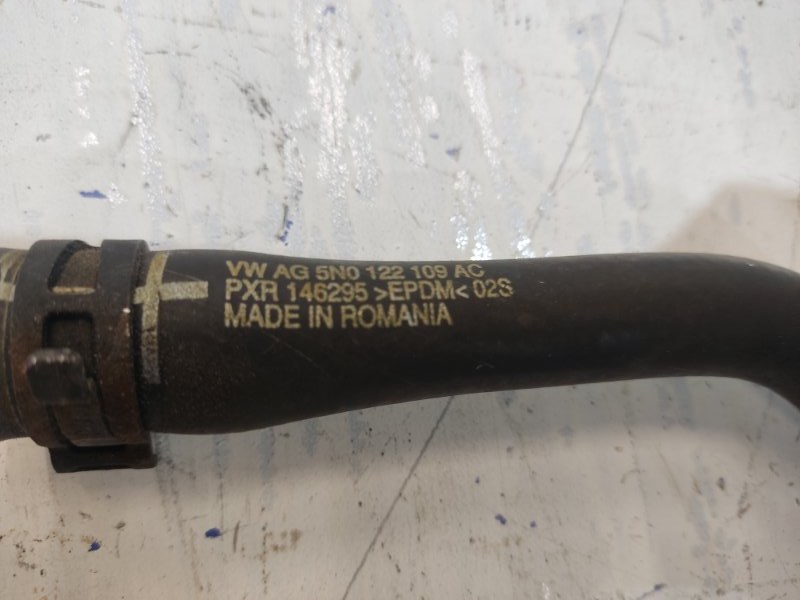 VW AG 5N0 122 109 AC
PXR 146295 >EPDM< 02S
MADE IN ROMANIA